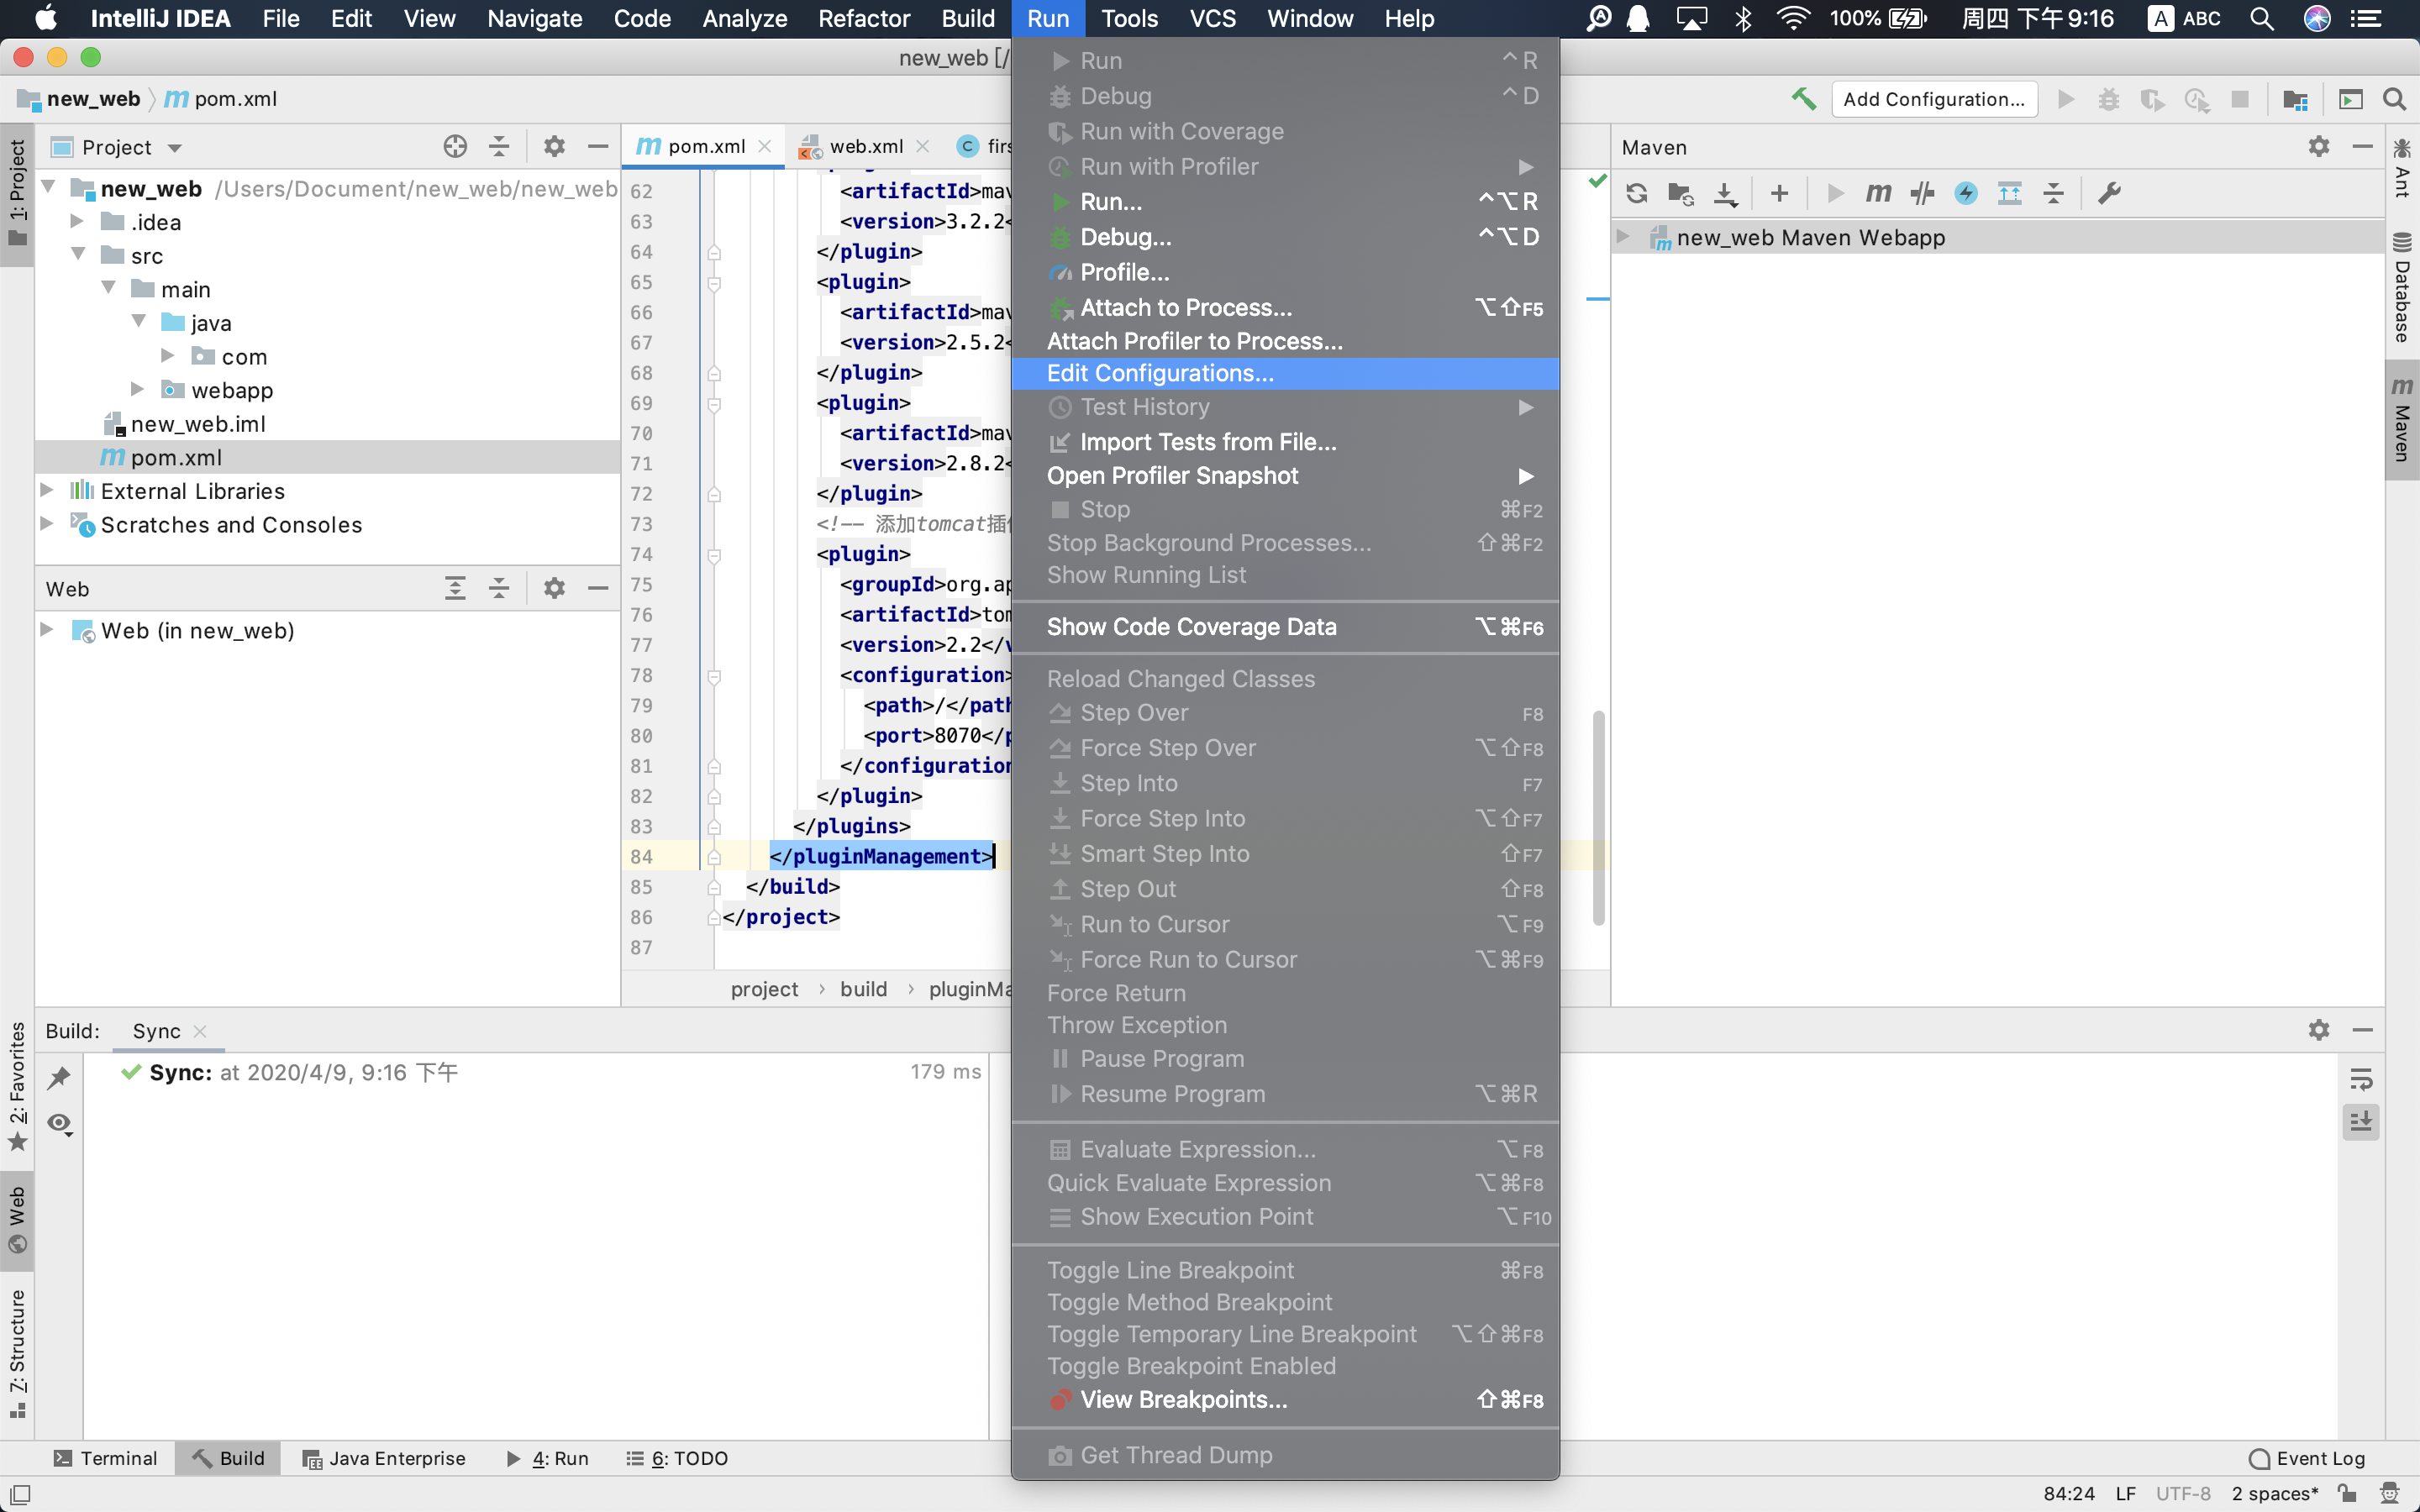 IntelliJ IDEA File Edit View Navigate Code Analyze Refactor Build Run Tools VCS Window Help 100% 周四 下午 9:16 A ABC
new_web [/
new_web pom.xml Add Configuration...
Project
new_web /Users/Document/new_web/new_web
.idea
src
main
java
com
webapp
new_web.iml
pom.xml
External Libraries
Scratches and Consoles
Web
Web (in new_web)
1: Project
2: Favorites
Web
7: Structure
pom.xml web.xml firs
62 <artifactId>mav
63 <version>3.2.2<
64 </plugin>
65 <plugin>
66 <artifactId>mav
67 <version>2.5.2<
68 </plugin>
69 <plugin>
70 <artifactId>mav
71 <version>2.8.2<
72 </plugin>
73 <!-- 添加tomcat插件
74 <plugin>
75 <groupId>org.ap
76 <artifactId>tom
77 <version>2.2</v
78 <configuration>
79 <path>/</path
80 <port>8070</p
81 </configuration
82 </plugin>
83 </plugins>
84 </pluginManagement>
85 </build>
86 </project>
87
project › build › pluginMa
Run ^R
Debug ^D
Run with Coverage
Run with Profiler
Run... ^⌥R
Debug... ^⌥D
Profile...
Attach to Process... ⌥⇧F5
Attach Profiler to Process...
Edit Configurations...
Test History
Import Tests from File...
Open Profiler Snapshot
Stop ⌘F2
Stop Background Processes... ⇧⌘F2
Show Running List
Show Code Coverage Data ⌥⌘F6
Reload Changed Classes
Step Over F8
Force Step Over ⌥⇧F8
Step Into F7
Force Step Into ⌥⇧F7
Smart Step Into ⇧F7
Step Out ⇧F8
Run to Cursor ⌥F9
Force Run to Cursor ⌥⌘F9
Force Return
Throw Exception
Pause Program
Resume Program ⌥⌘R
Evaluate Expression... ⌥F8
Quick Evaluate Expression ⌥⌘F8
Show Execution Point ⌥F10
Toggle Line Breakpoint ⌘F8
Toggle Method Breakpoint
Toggle Temporary Line Breakpoint ⌥⇧⌘F8
Toggle Breakpoint Enabled
View Breakpoints... ⇧⌘F8
Get Thread Dump
Maven
new_web Maven Webapp
Ant
Database
Maven
Build: Sync
Sync: at 2020/4/9, 9:16 下午 179 ms
Terminal Build Java Enterprise 4: Run 6: TODO Event Log
84:24 LF UTF-8 2 spaces*